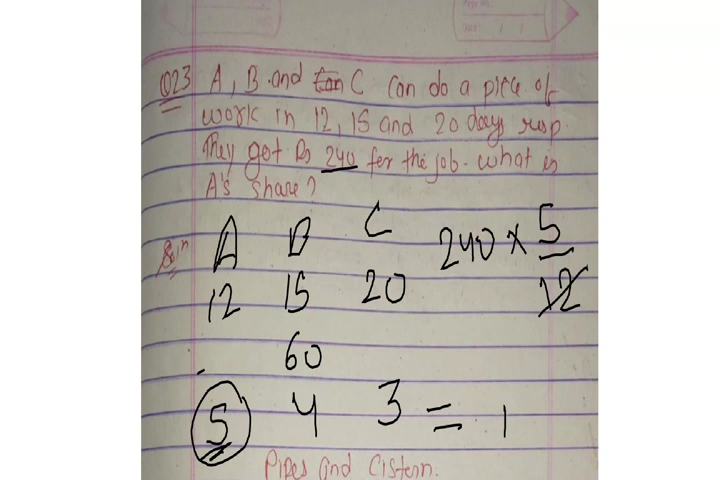 Q23 A, B and C can do a piece of
work in 12, 15 and 20 days resp.
They got Rs 240 for the job. what is
A's share?
Soln A B C 240 × 5/12
12 15 20
60
5 4 3 = 1
Pipes and Cistern.